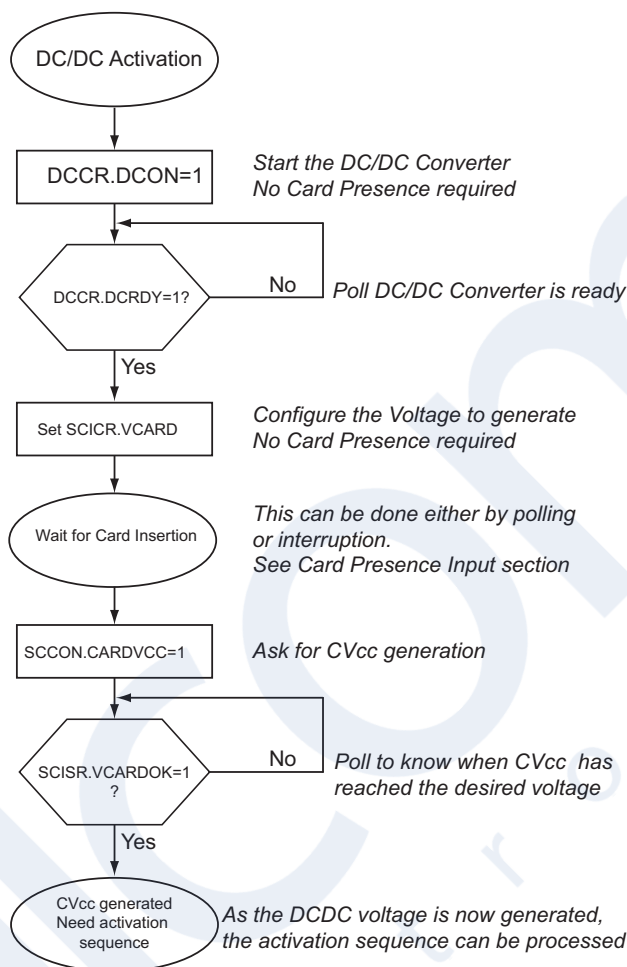 DC/DC Activation
DCCR.DCON=1
Start the DC/DC Converter
No Card Presence required
DCCR.DCRDY=1?
No
Poll DC/DC Converter is ready
Yes
Set SCICR.VCARD
Configure the Voltage to generate
No Card Presence required
Wait for Card Insertion
This can be done either by polling
or interruption.
See Card Presence Input section
SCCON.CARDVCC=1
Ask for CVcc generation
SCISR.VCARDOK=1
?
No
Poll to know when CVcc has
reached the desired voltage
Yes
CVcc generated
Need activation
sequence
As the DCDC voltage is now generated,
the activation sequence can be processed